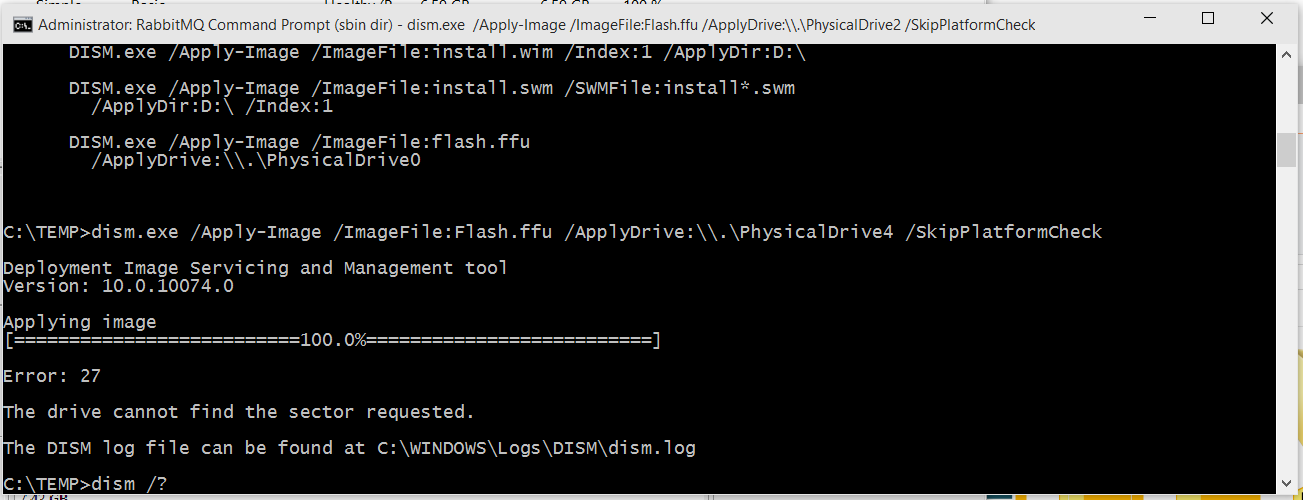 Administrator: RabbitMQ Command Prompt (sbin dir) - dism.exe  /Apply-Image /ImageFile:Flash.ffu /ApplyDrive:\\.\PhysicalDrive2 /SkipPlatformCheck
DISM.exe /Apply-Image /ImageFile:install.wim /Index:1 /ApplyDir:D:\
DISM.exe /Apply-Image /ImageFile:install.swm /SWMFile:install*.swm
/ApplyDir:D:\ /Index:1
DISM.exe /Apply-Image /ImageFile:flash.ffu
/ApplyDrive:\\.\PhysicalDrive0
C:\TEMP>dism.exe /Apply-Image /ImageFile:Flash.ffu /ApplyDrive:\\.\PhysicalDrive4 /SkipPlatformCheck
Deployment Image Servicing and Management tool
Version: 10.0.10074.0
Applying image
[==========================100.0%==========================]
Error: 27
The drive cannot find the sector requested.
The DISM log file can be found at C:\WINDOWS\Logs\DISM\dism.log
C:\TEMP>dism /?